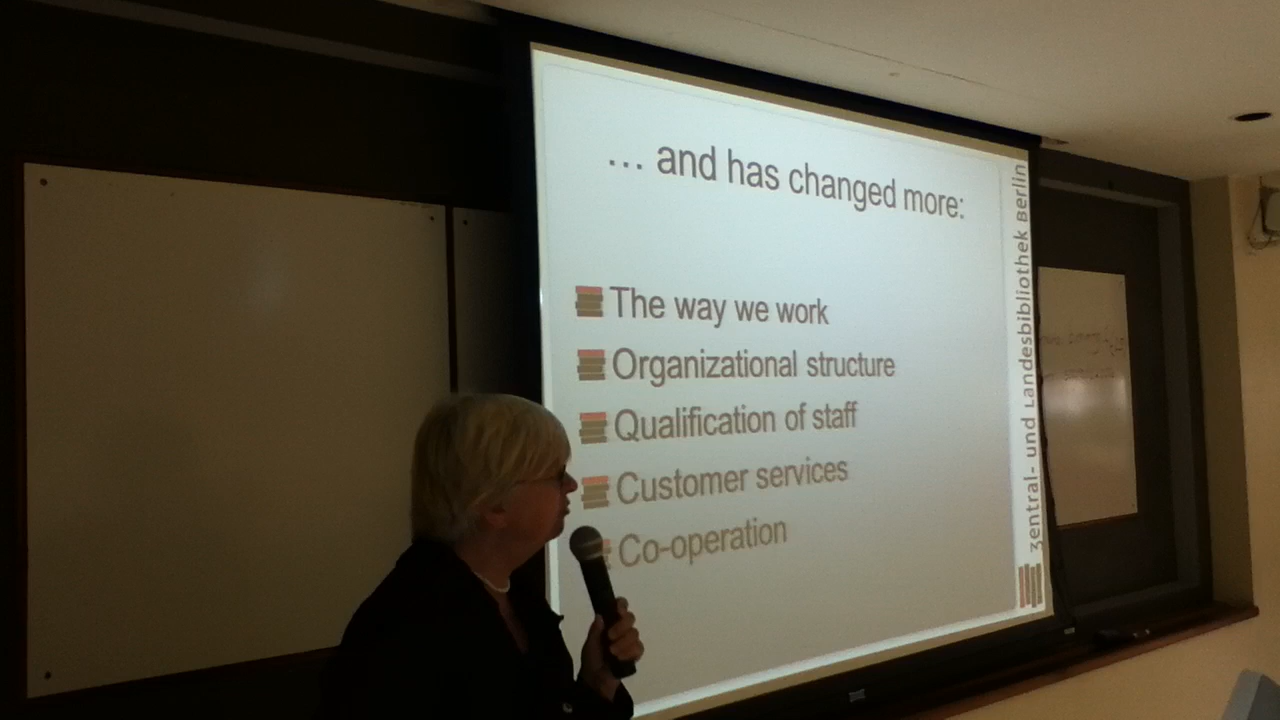 … and has changed more:
The way we work
Organizational structure
Qualification of staff
Customer services
Co-operation
Zentral- und Landesbibliothek Berlin